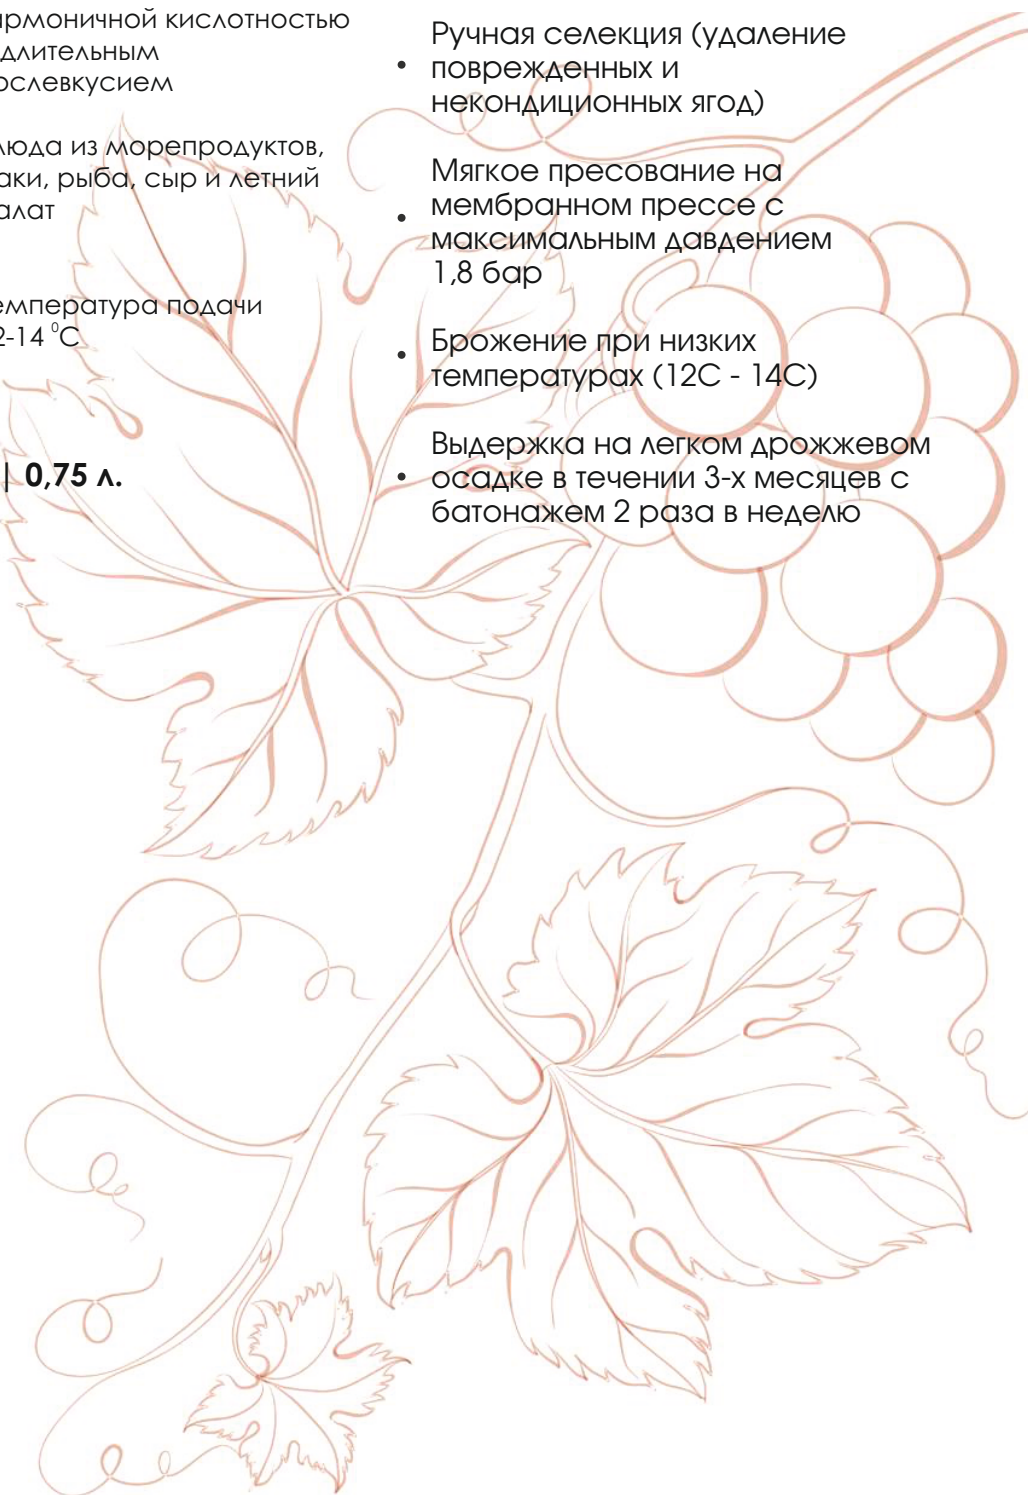 армоничной кислотностью
длительным
ослевкусием
люда из морепродуктов,
аки, рыба, сыр и летний
алат
емпература подачи
2-14 ⁰С
| 0,75 л.
Ручная селекция (удаление
• поврежденных и
некондиционных ягод)
Мягкое пресование на
• мембранном прессе с
максимальным давдением
1,8 бар
• Брожение при низких
температурах (12С - 14С)
Выдержка на легком дрожжевом
• осадке в течении 3-х месяцев с
батонажем 2 раза в неделю